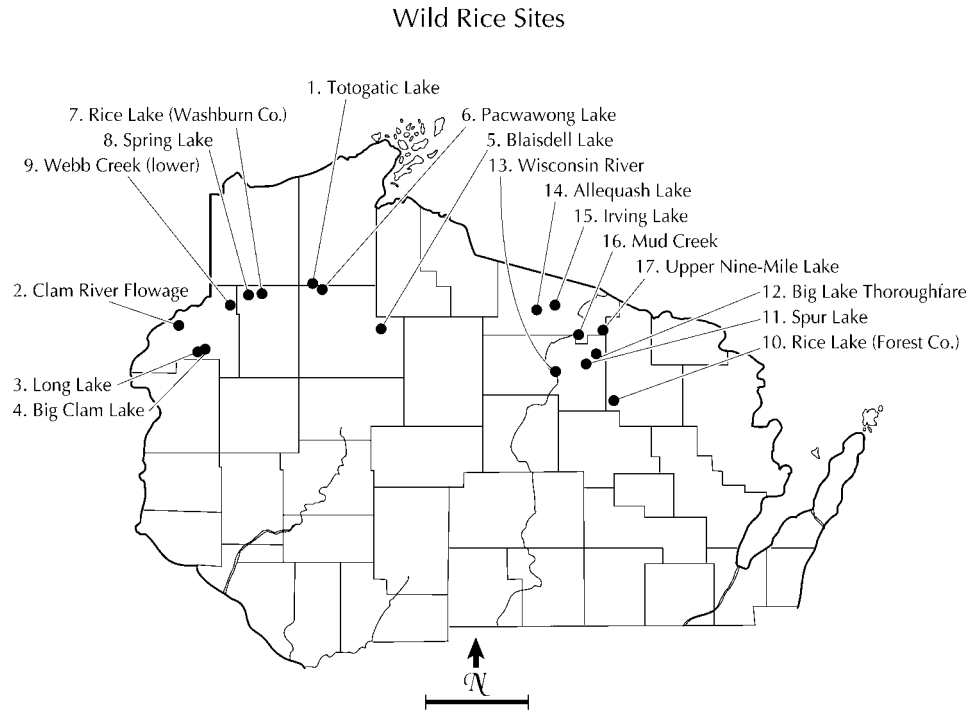 Wild Rice Sites
1. Totogatic Lake
7. Rice Lake (Washburn Co.)
6. Pacwawong Lake
8. Spring Lake
5. Blaisdell Lake
9. Webb Creek (lower)
13. Wisconsin River
14. Allequash Lake
15. Irving Lake
16. Mud Creek
17. Upper Nine-Mile Lake
2. Clam River Flowage
12. Big Lake Thoroughfare
11. Spur Lake
10. Rice Lake (Forest Co.)
3. Long Lake
4. Big Clam Lake
N